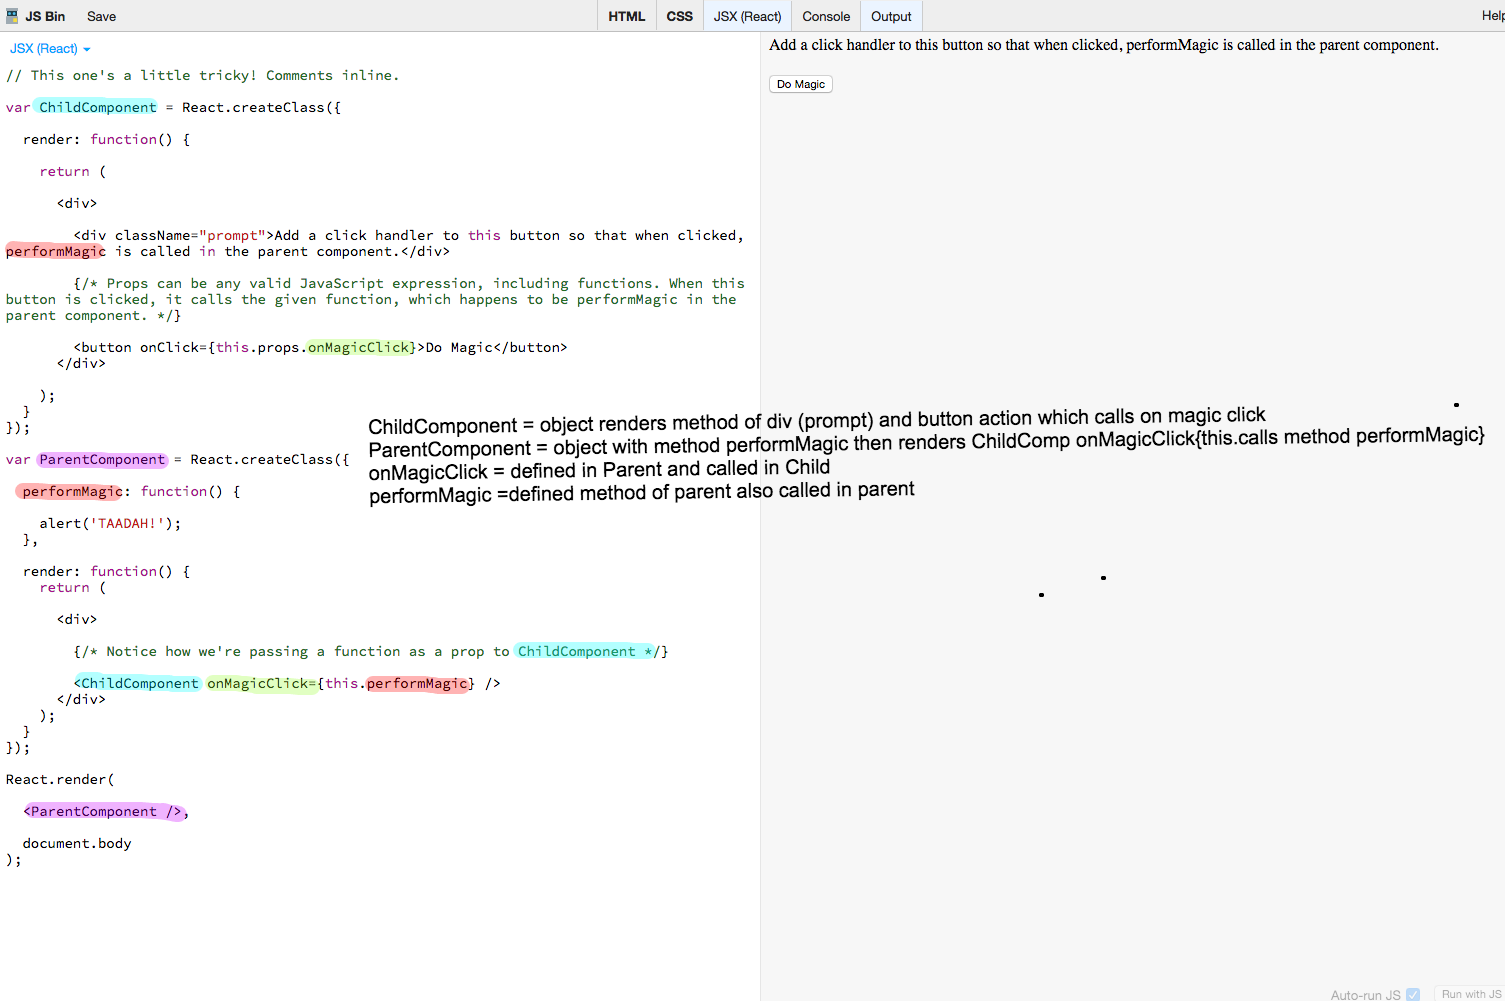 JS Bin Save HTML CSS JSX (React) Console Output Help
JSX (React)
// This one's a little tricky! Comments inline.
var ChildComponent = React.createClass({
render: function() {
return (
<div>
<div className="prompt">Add a click handler to this button so that when clicked,
performMagic is called in the parent component.</div>
{/* Props can be any valid JavaScript expression, including functions. When this
button is clicked, it calls the given function, which happens to be performMagic in the
parent component. */}
<button onClick={this.props.onMagicClick}>Do Magic</button>
</div>
);
}
});
var ParentComponent = React.createClass({
performMagic: function() {
alert('TAADAH!');
},
render: function() {
return (
<div>
{/* Notice how we're passing a function as a prop to ChildComponent */}
<ChildComponent onMagicClick={this.performMagic} />
</div>
);
}
});
React.render(
<ParentComponent />,
document.body
);
Add a click handler to this button so that when clicked, performMagic is called in the parent component.
Do Magic
ChildComponent = object renders method of div (prompt) and button action which calls on magic click
ParentComponent = object with method performMagic then renders ChildComp onMagicClick{this.calls method performMagic}
onMagicClick = defined in Parent and called in Child
performMagic =defined method of parent also called in parent
Auto-run JS Run with JS